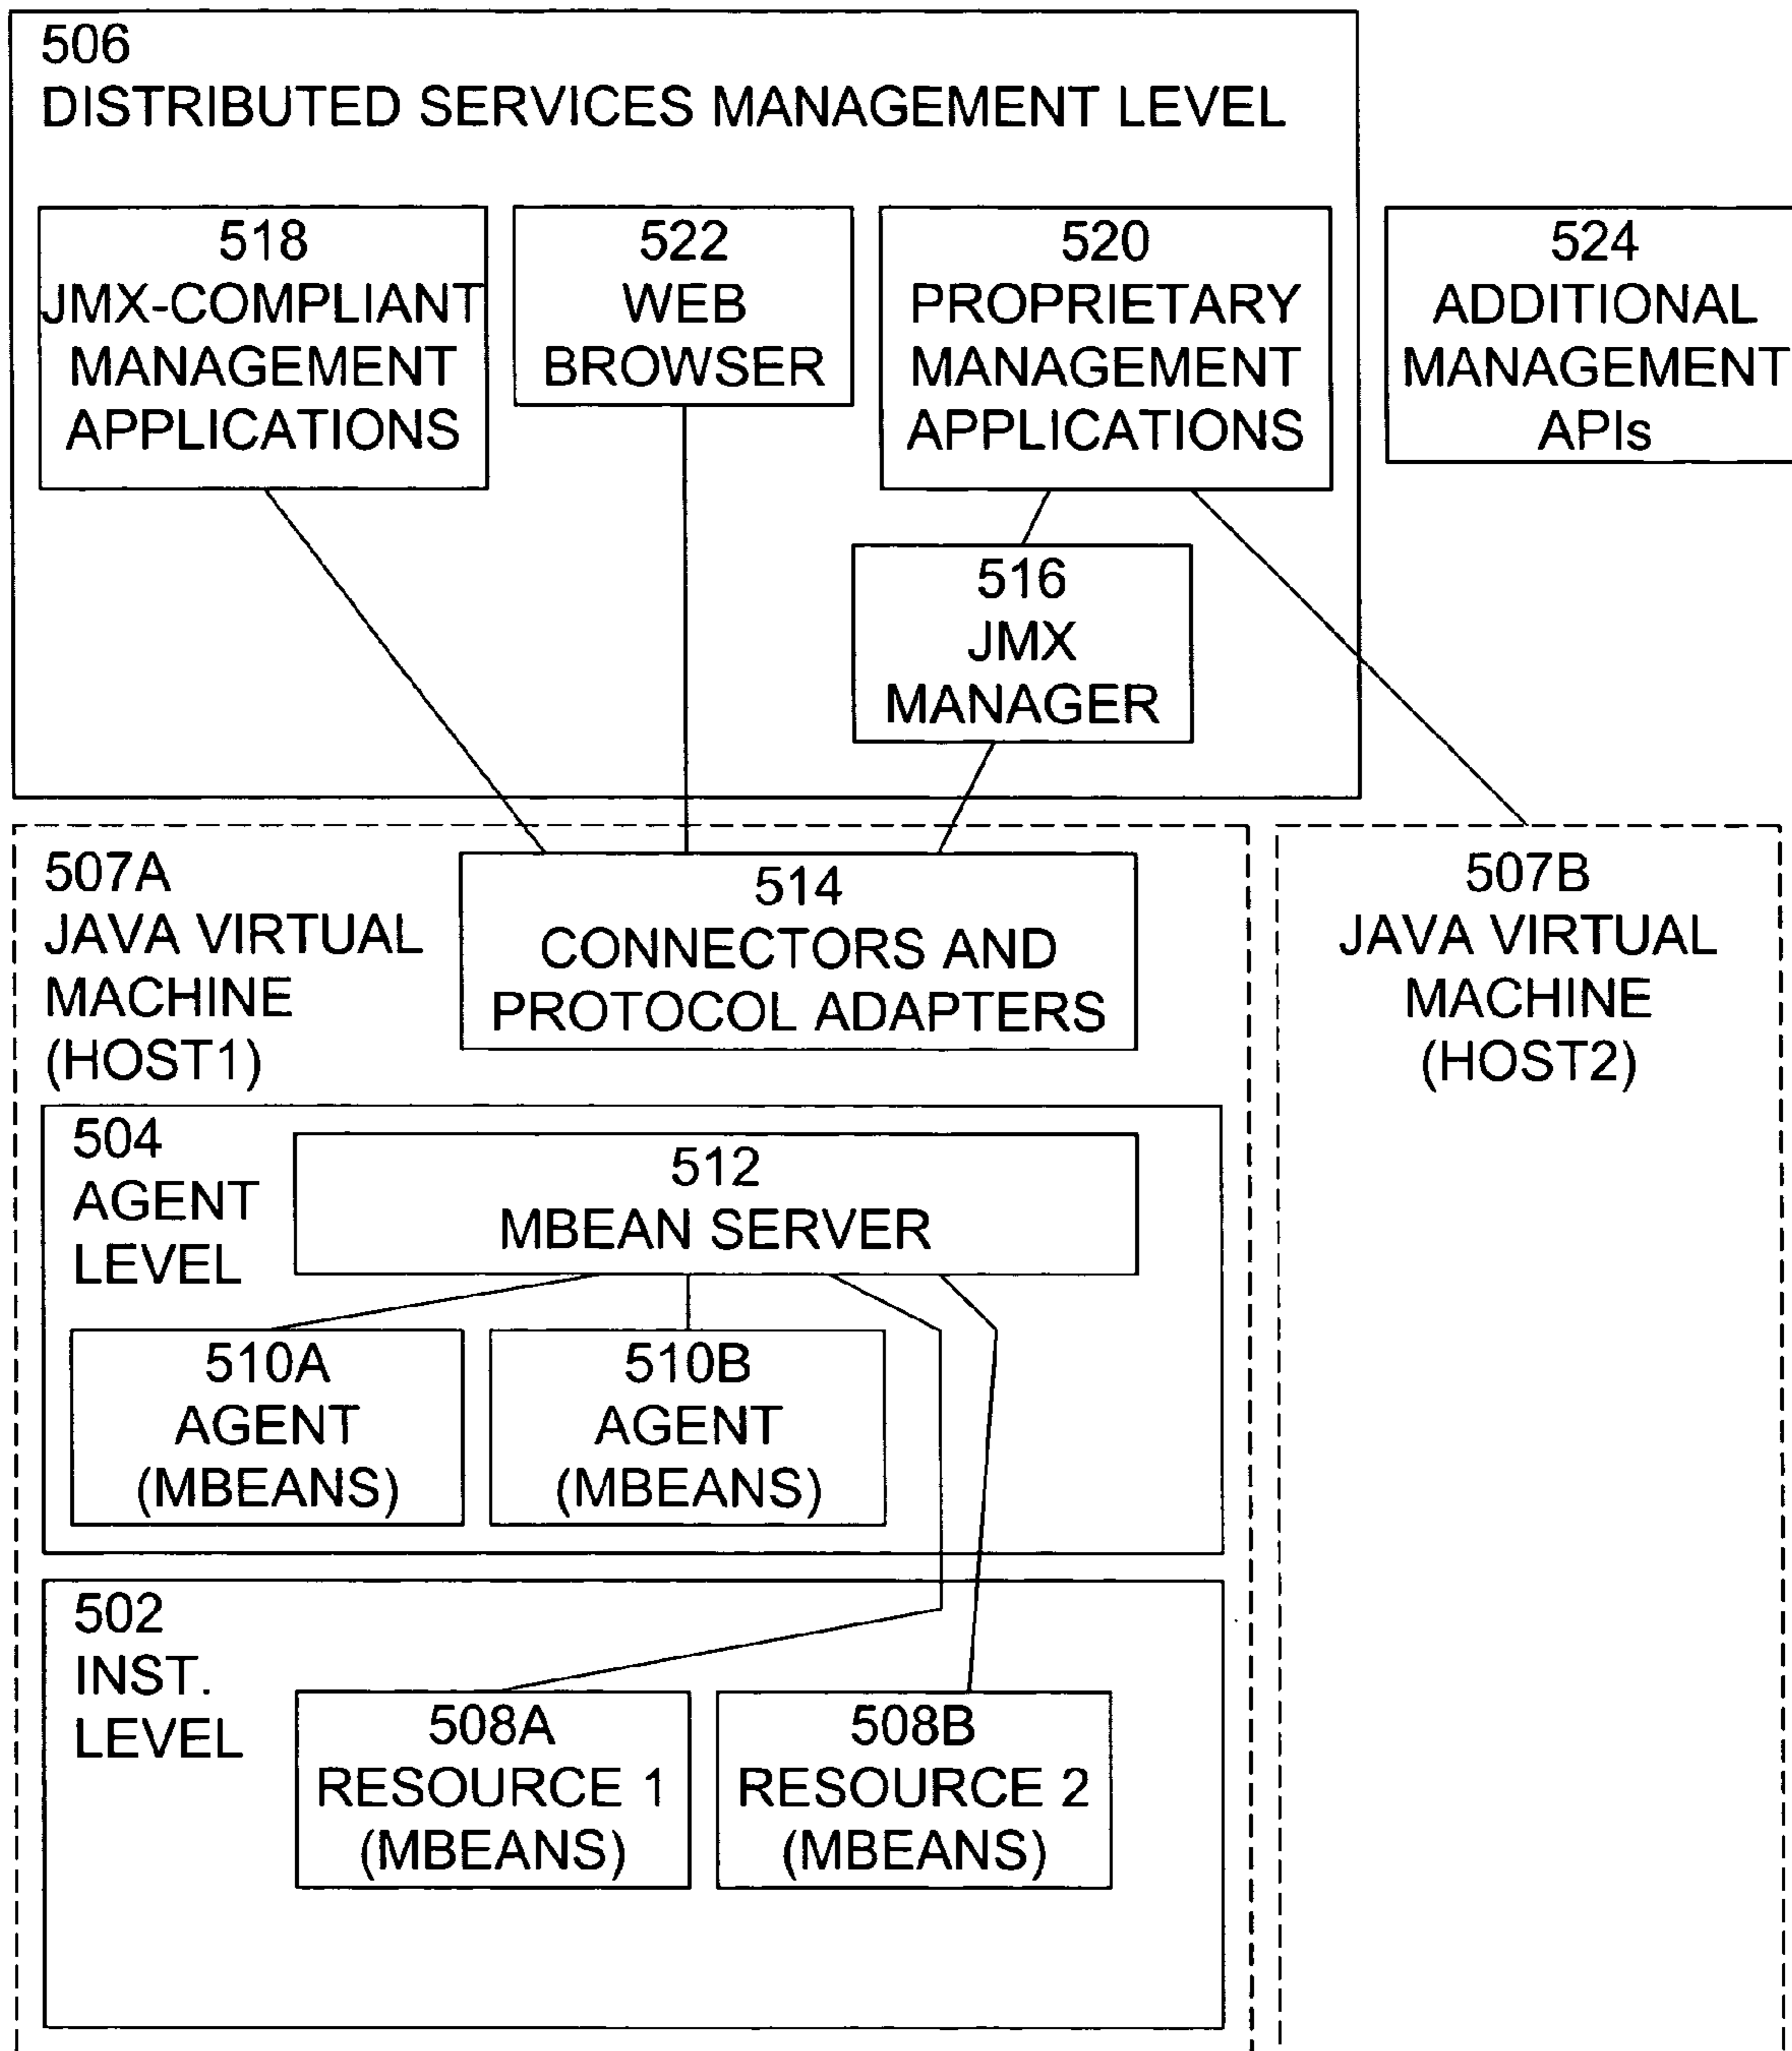 506
DISTRIBUTED SERVICES MANAGEMENT LEVEL
518
JMX-COMPLIANT
MANAGEMENT
APPLICATIONS
522
WEB
BROWSER
520
PROPRIETARY
MANAGEMENT
APPLICATIONS
524
ADDITIONAL
MANAGEMENT
APIs
516
JMX
MANAGER
507A
JAVA VIRTUAL
MACHINE
(HOST1)
514
CONNECTORS AND
PROTOCOL ADAPTERS
507B
JAVA VIRTUAL
MACHINE
(HOST2)
504
AGENT
LEVEL
512
MBEAN SERVER
510A
AGENT
(MBEANS)
510B
AGENT
(MBEANS)
502
INST.
LEVEL
508A
RESOURCE 1
(MBEANS)
508B
RESOURCE 2
(MBEANS)